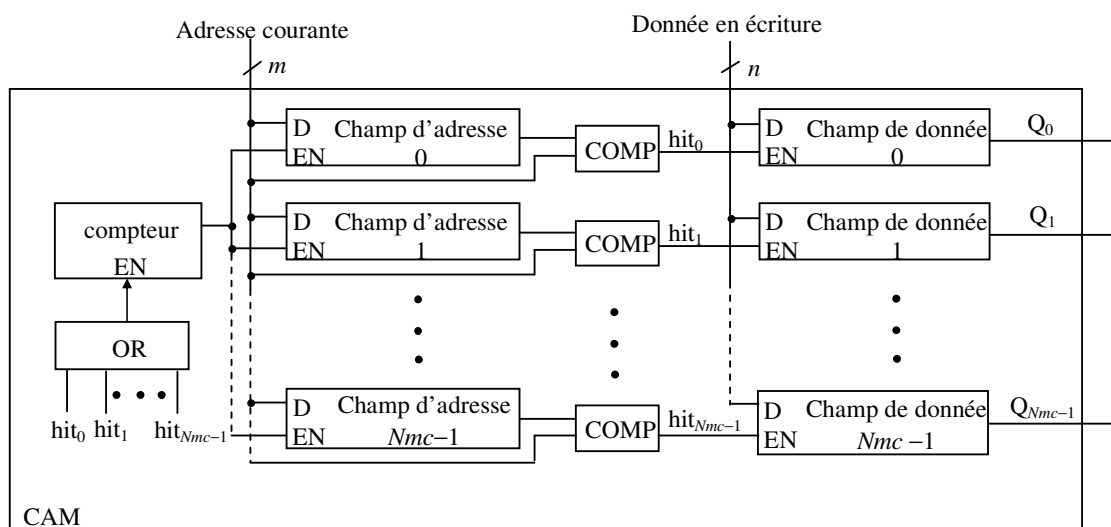 Adresse courante
Donnée en écriture
m
n
D
Champ d'adresse
EN
0
COMP
hit0
D
Champ de donnée
EN
0
Q0
compteur
EN
D
Champ d'adresse
EN
1
COMP
hit1
D
Champ de donnée
EN
1
Q1
OR
hit0
hit1
hitNmc−1
D
Champ d'adresse
EN
Nmc−1
COMP
hitNmc−1
D
Champ de donnée
EN
Nmc −1
QNmc−1
CAM